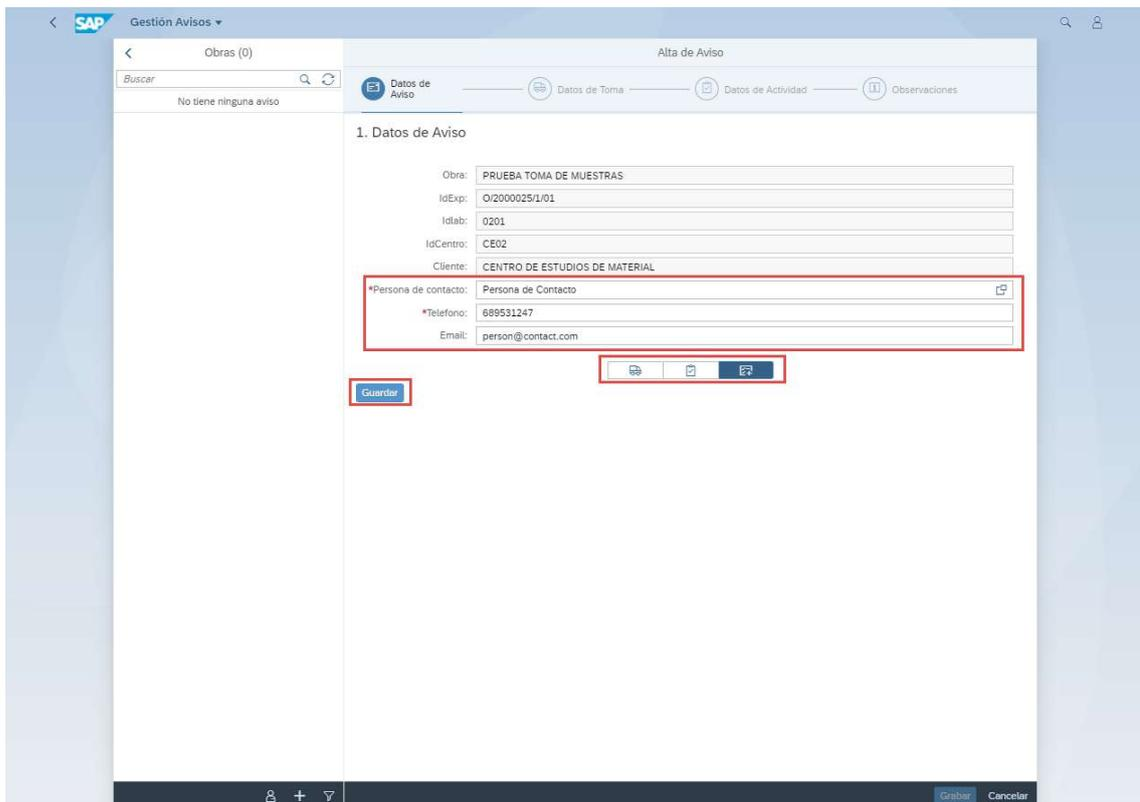 SAP Gestión Avisos
Obras (0)
Alta de Aviso
Buscar
No tiene ninguna aviso
Datos de
Aviso
Datos de Toma
Datos de Actividad
Observaciones
1. Datos de Aviso
Obra: PRUEBA TOMA DE MUESTRAS
IdExp: O/2000025/1/01
Idlab: 0201
IdCentro: CE02
Cliente: CENTRO DE ESTUDIOS DE MATERIAL
*Persona de contacto: Persona de Contacto
*Telefono: 689531247
Email: person@contact.com
Guardar
Grabar Cancelar